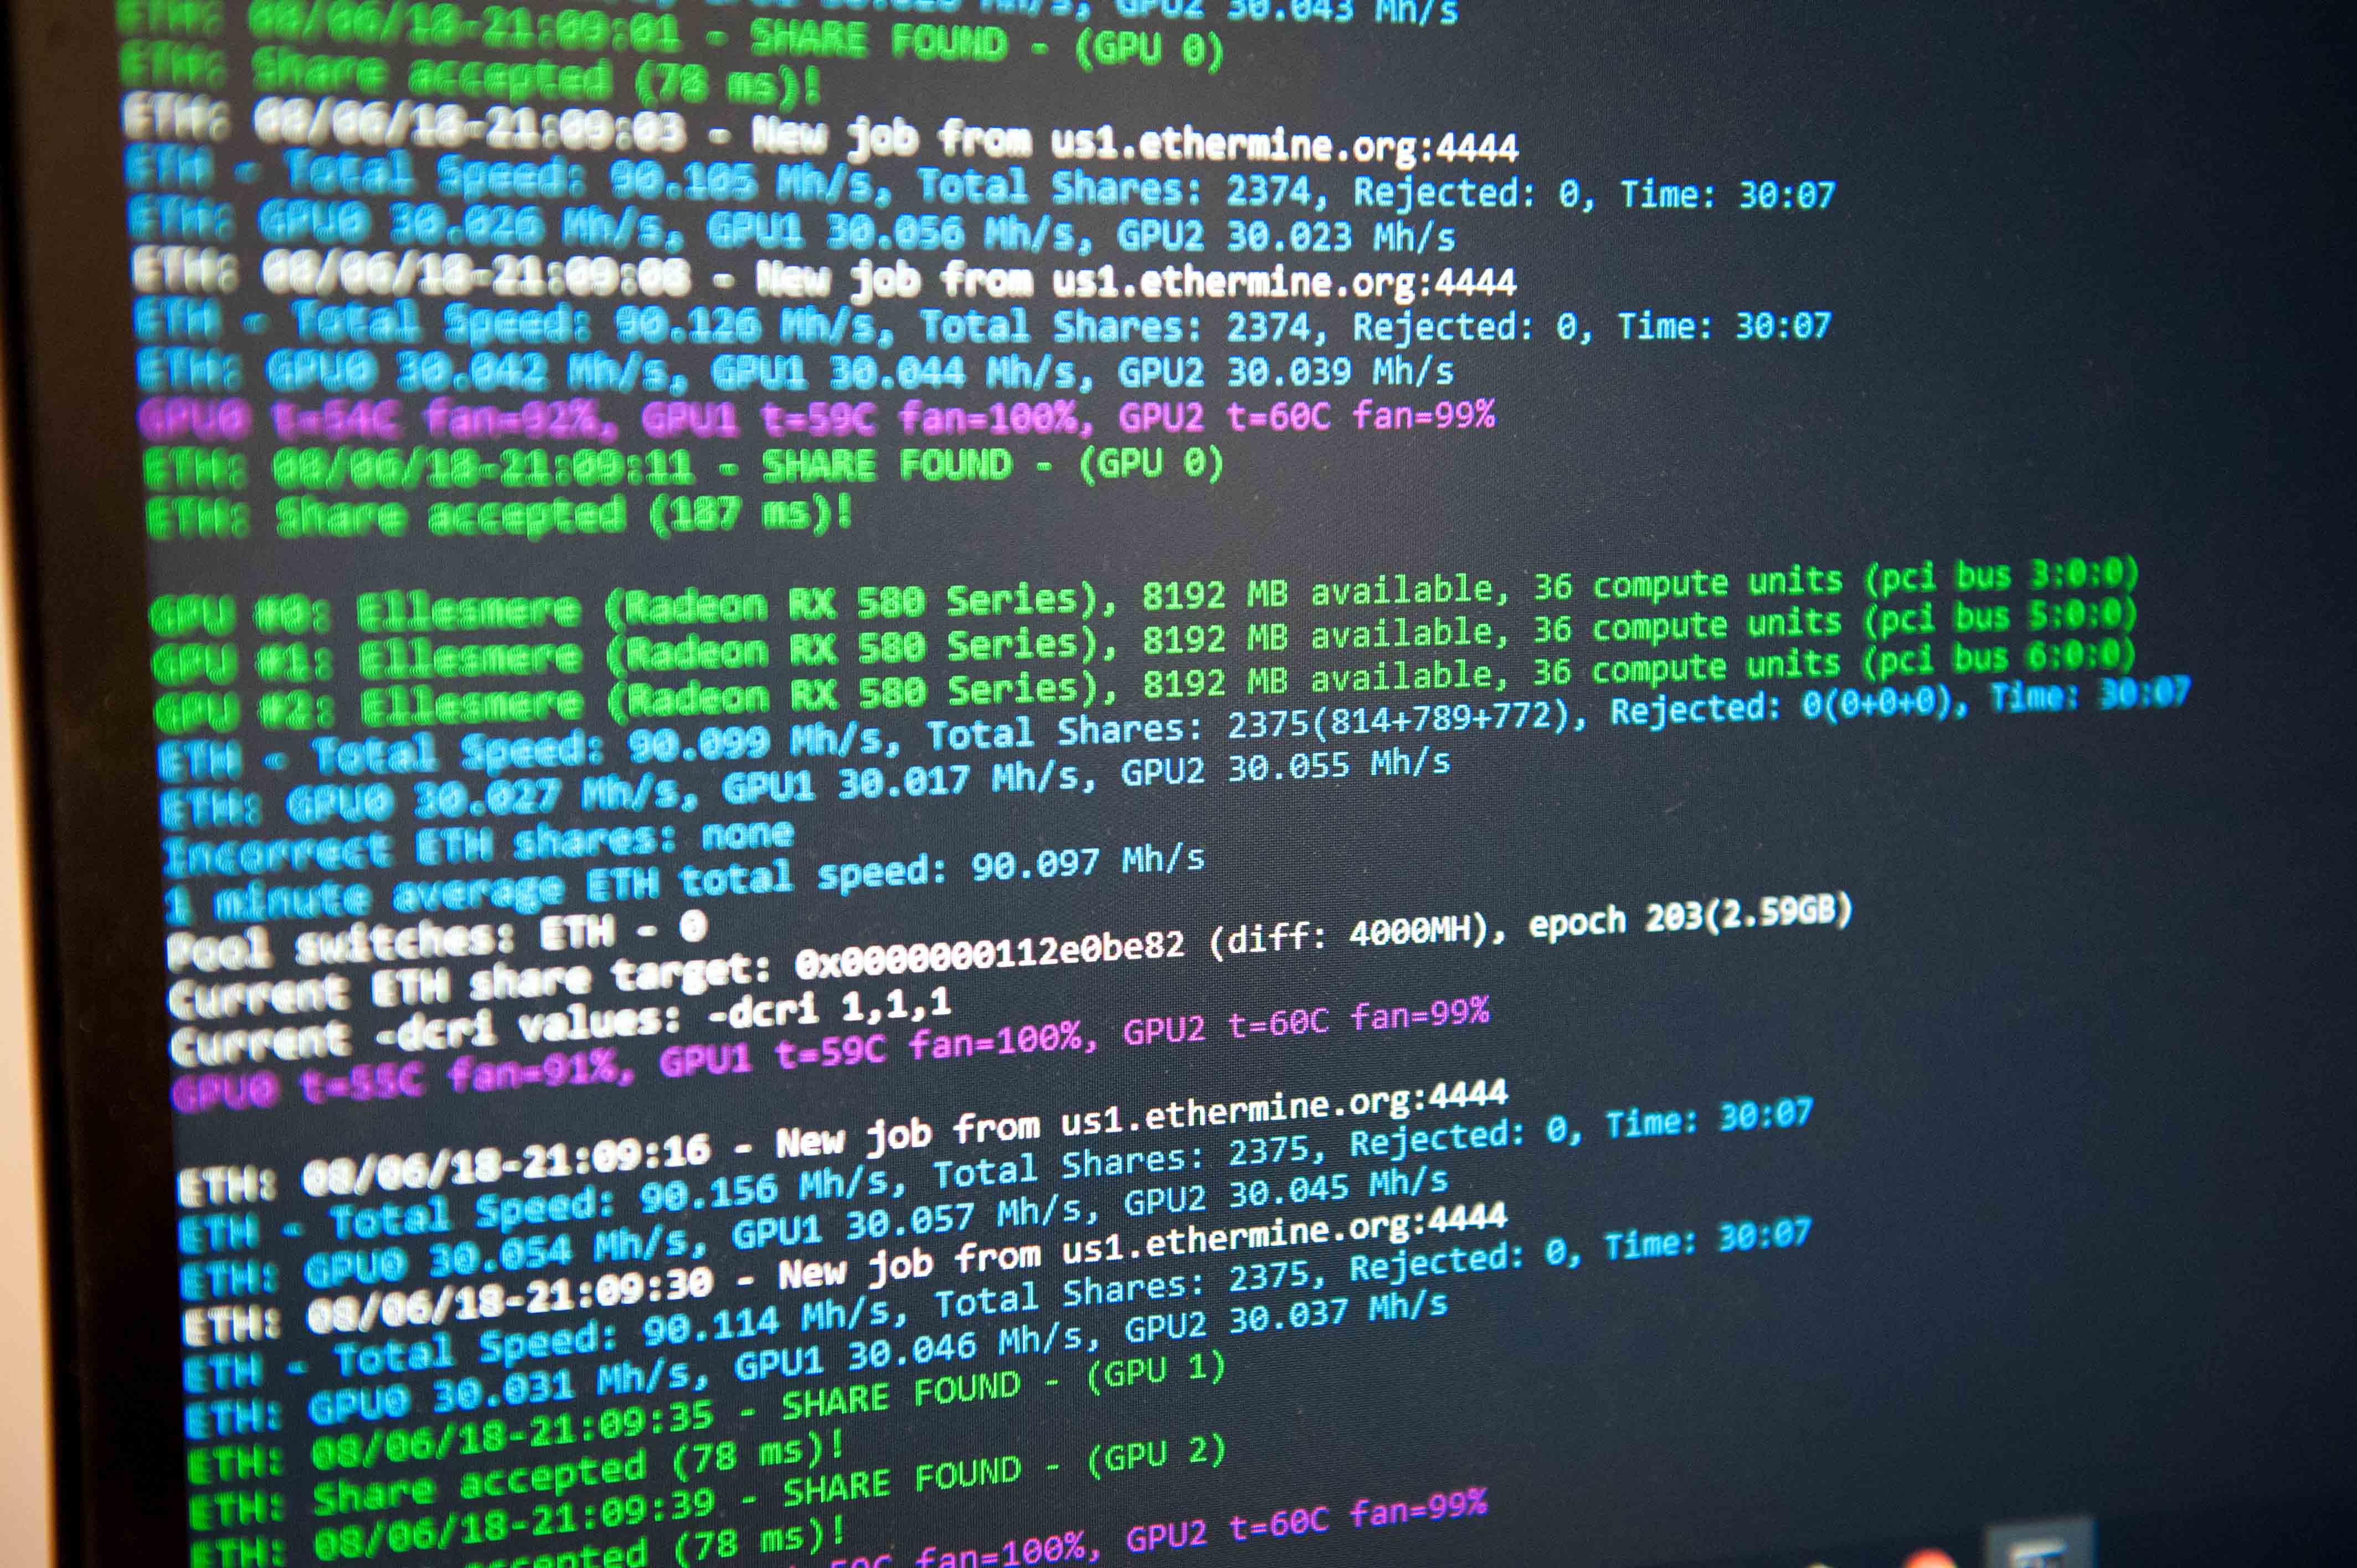 GPU2 30.043 Mh/s
ETH: 08/06/18-21:09:01 - SHARE FOUND - (GPU 0)
ETH: Share accepted (78 ms)!
ETH: 08/06/18-21:09:03 - New job from us1.ethermine.org:4444
ETH - Total Speed: 90.105 Mh/s, Total Shares: 2374, Rejected: 0, Time: 30:07
ETH: GPU0 30.026 Mh/s, GPU1 30.056 Mh/s, GPU2 30.023 Mh/s
ETH: 08/06/18-21:09:08 - New job from us1.ethermine.org:4444
ETH - Total Speed: 90.126 Mh/s, Total Shares: 2374, Rejected: 0, Time: 30:07
ETH: GPU0 30.042 Mh/s, GPU1 30.044 Mh/s, GPU2 30.039 Mh/s
GPU0 t=54C fan=92%, GPU1 t=59C fan=100%, GPU2 t=60C fan=99%
ETH: 08/06/18-21:09:11 - SHARE FOUND - (GPU 0)
ETH: Share accepted (187 ms)!
GPU #0: Ellesmere (Radeon RX 580 Series), 8192 MB available, 36 compute units (pci bus 3:0:0)
GPU #1: Ellesmere (Radeon RX 580 Series), 8192 MB available, 36 compute units (pci bus 5:0:0)
GPU #2: Ellesmere (Radeon RX 580 Series), 8192 MB available, 36 compute units (pci bus 6:0:0)
ETH - Total Speed: 90.099 Mh/s, Total Shares: 2375(814+789+772), Rejected: 0(0+0+0), Time: 30:07
ETH: GPU0 30.027 Mh/s, GPU1 30.017 Mh/s, GPU2 30.055 Mh/s
Incorrect ETH shares: none
1 minute average ETH total speed: 90.097 Mh/s
Pool switches: ETH - 0
Current ETH share target: 0x0000000112e0be82 (diff: 4000MH), epoch 203(2.59GB)
Current -dcri values: -dcri 1,1,1
GPU0 t=55C fan=91%, GPU1 t=59C fan=100%, GPU2 t=60C fan=99%
ETH: 08/06/18-21:09:16 - New job from us1.ethermine.org:4444
ETH - Total Speed: 90.156 Mh/s, Total Shares: 2375, Rejected: 0, Time: 30:07
ETH: GPU0 30.054 Mh/s, GPU1 30.057 Mh/s, GPU2 30.045 Mh/s
ETH: 08/06/18-21:09:30 - New job from us1.ethermine.org:4444
ETH - Total Speed: 90.114 Mh/s, Total Shares: 2375, Rejected: 0, Time: 30:07
ETH: GPU0 30.031 Mh/s, GPU1 30.046 Mh/s, GPU2 30.037 Mh/s
ETH: 08/06/18-21:09:35 - SHARE FOUND - (GPU 1)
ETH: Share accepted (78 ms)!
ETH: 08/06/18-21:09:39 - SHARE FOUND - (GPU 2)
accepted (78 ms)!
fan=100%, GPU2 t=60C fan=99%